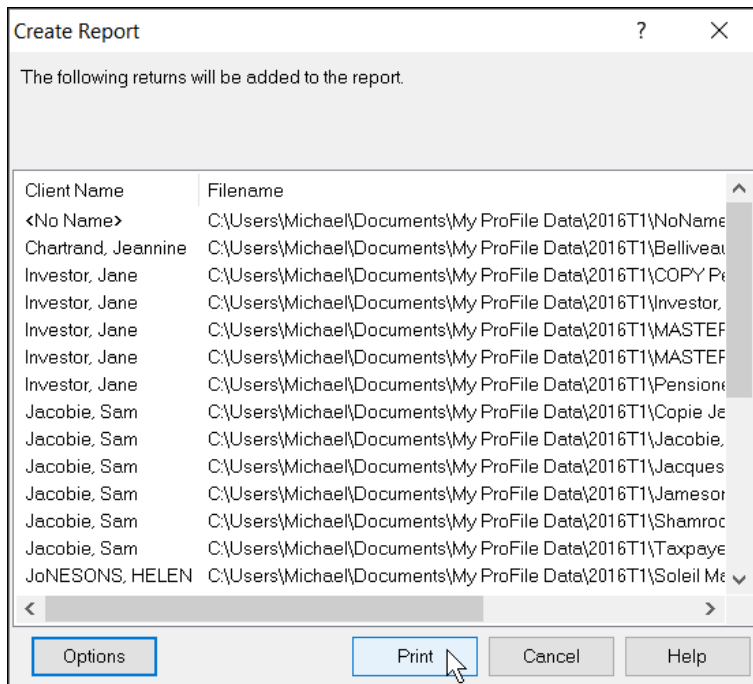 Create Report
The following returns will be added to the report.
Client Name Filename
<No Name> C:\Users\Michael\Documents\My ProFile Data\2016T1\NoName
Chartrand, Jeannine C:\Users\Michael\Documents\My ProFile Data\2016T1\Belliveau
Investor, Jane C:\Users\Michael\Documents\My ProFile Data\2016T1\COPY Pe
Investor, Jane C:\Users\Michael\Documents\My ProFile Data\2016T1\Investor,
Investor, Jane C:\Users\Michael\Documents\My ProFile Data\2016T1\MASTER
Investor, Jane C:\Users\Michael\Documents\My ProFile Data\2016T1\MASTER
Investor, Jane C:\Users\Michael\Documents\My ProFile Data\2016T1\Pensione
Jacobie, Sam C:\Users\Michael\Documents\My ProFile Data\2016T1\Copie Ja
Jacobie, Sam C:\Users\Michael\Documents\My ProFile Data\2016T1\Jacobie,
Jacobie, Sam C:\Users\Michael\Documents\My ProFile Data\2016T1\Jacques
Jacobie, Sam C:\Users\Michael\Documents\My ProFile Data\2016T1\Jameson
Jacobie, Sam C:\Users\Michael\Documents\My ProFile Data\2016T1\Shamroc
Jacobie, Sam C:\Users\Michael\Documents\My ProFile Data\2016T1\Taxpaye
JoNESONS, HELEN C:\Users\Michael\Documents\My ProFile Data\2016T1\Soleil Ma
Options Print Cancel Help